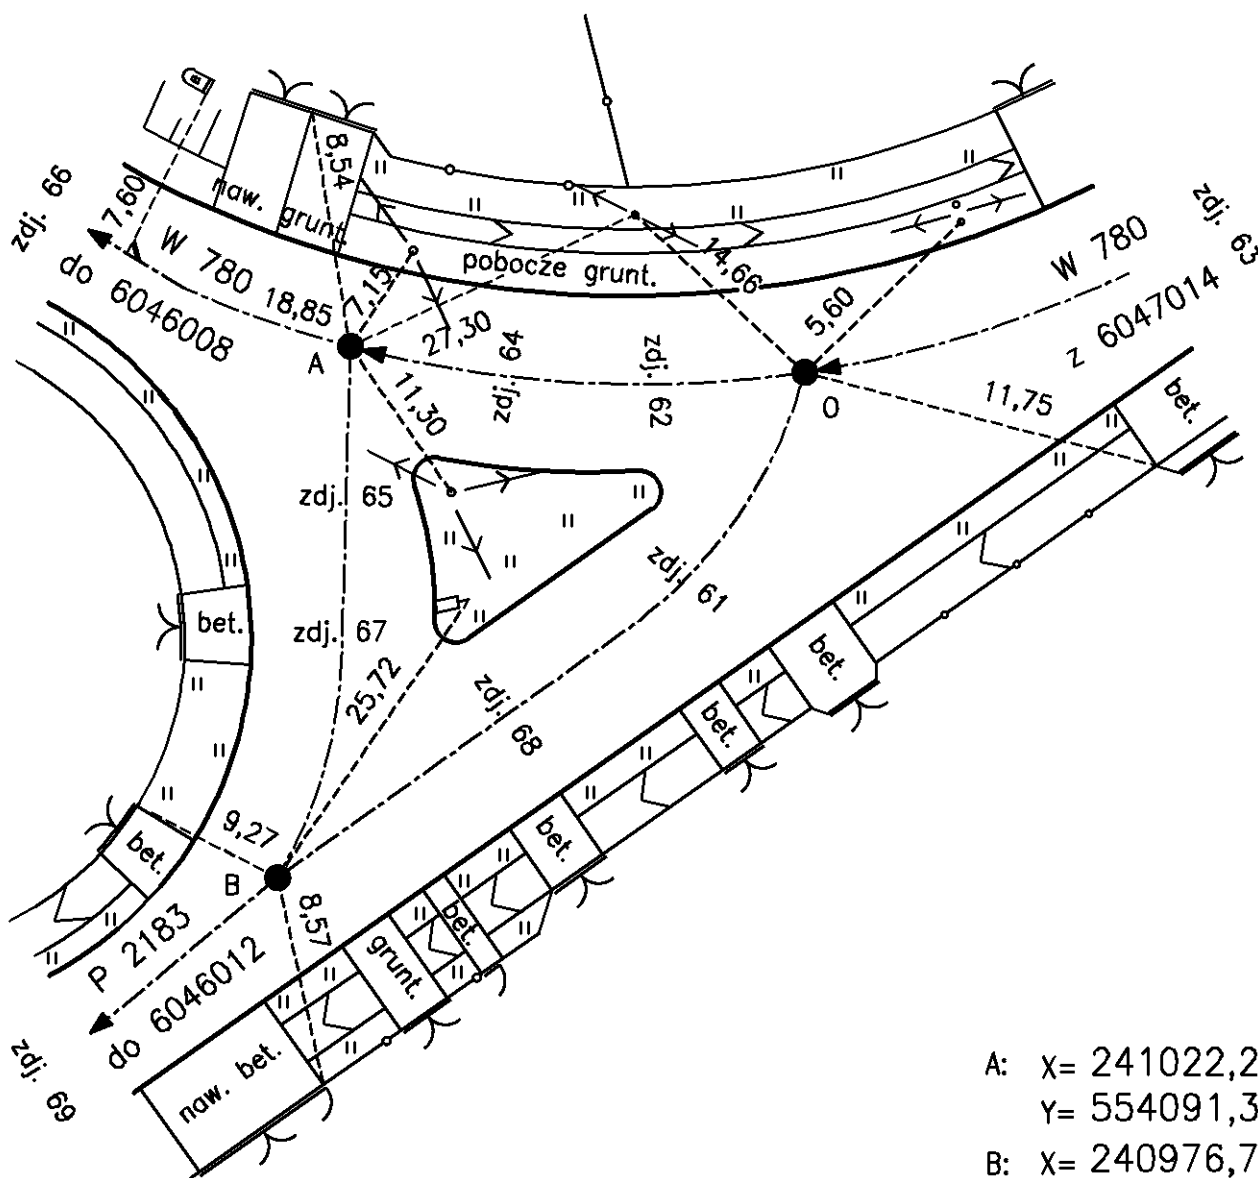 zdj. 66
7,60
naw. grunt.
8,54
W 780
18,85
7,15
27,30
pobocze grunt.
14,66
5,60
W 780
zdj. 63
z 6047014
do 6046008
A
11,30
zdj. 64
zdj. 62
O
11,75
bet.
zdj. 65
zdj. 61
bet.
zdj. 67
25,72
zdj. 68
bet.
bet.
bet.
9,27
bet.
B
8,57
bet.
grunt.
P 2183
do 6046012
zdj. 69
naw. bet.
A: X= 241022,2
Y= 554091,3
B: X= 240976,7